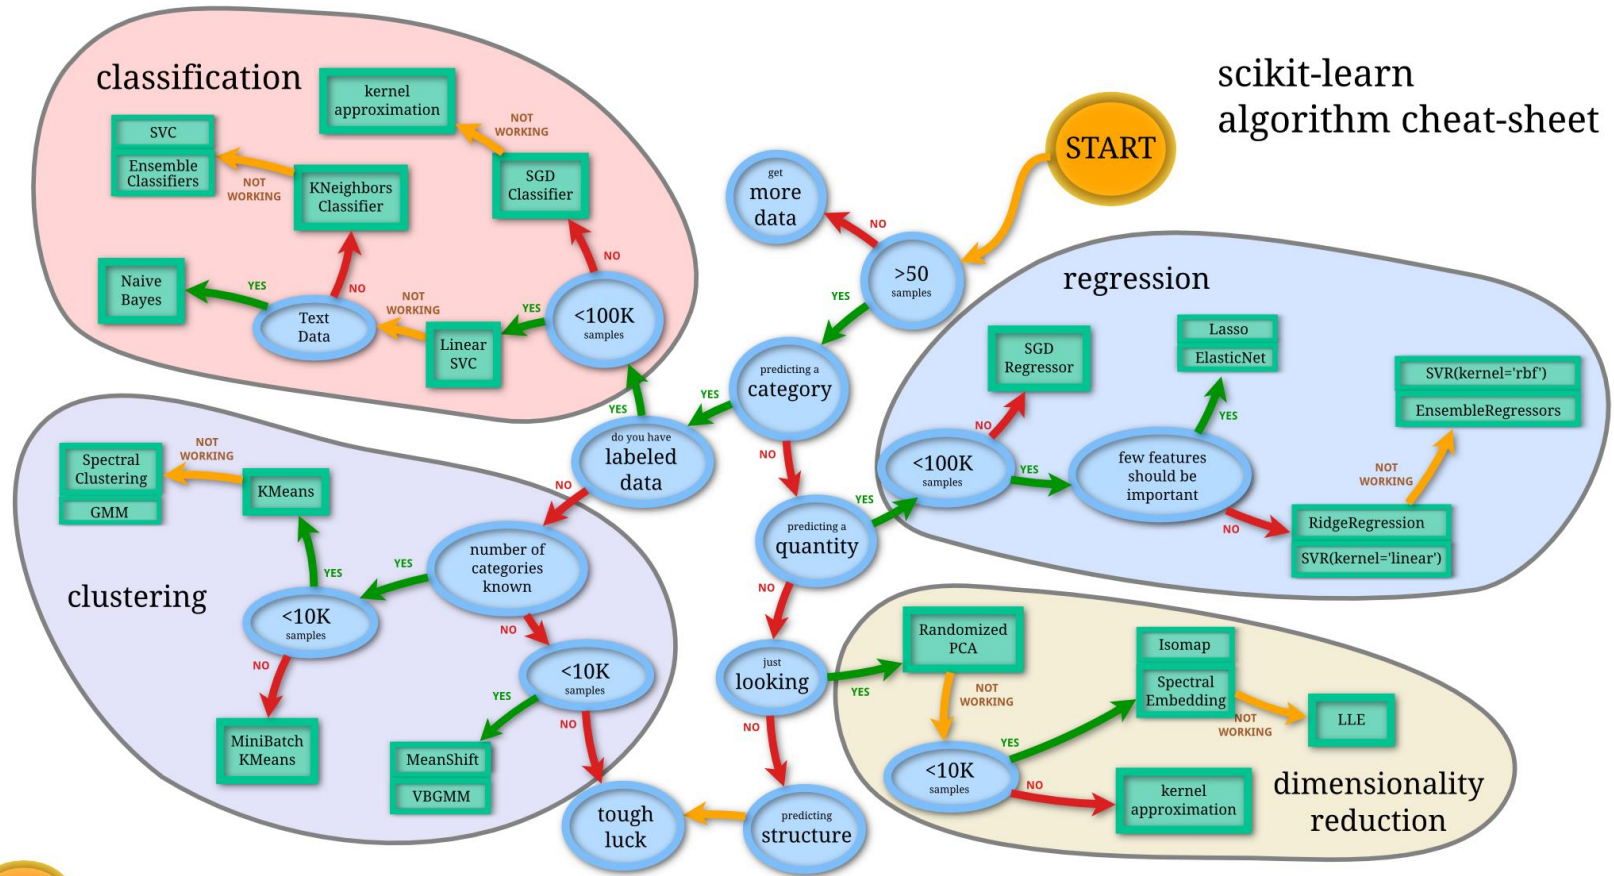 scikit-learn
algorithm cheat-sheet
START
>50
samples
NO
get
more
data
YES
predicting a
category
YES
do you have
labeled
data
YES
classification
<100K
samples
NO
SGD
Classifier
NOT
WORKING
kernel
approximation
YES
Linear
SVC
NOT
WORKING
Text
Data
YES
Naive
Bayes
NO
KNeighbors
Classifier
NOT
WORKING
SVC
Ensemble
Classifiers
NO
clustering
number of
categories
known
YES
<10K
samples
YES
KMeans
NOT
WORKING
Spectral
Clustering
GMM
NO
MiniBatch
KMeans
NO
<10K
samples
YES
MeanShift
VBGMM
NO
tough
luck
NO
predicting a
quantity
YES
regression
<100K
samples
NO
SGD
Regressor
YES
few features
should be
important
YES
Lasso
ElasticNet
NO
RidgeRegression
SVR(kernel='linear')
NOT
WORKING
SVR(kernel='rbf')
EnsembleRegressors
NO
just
looking
YES
dimensionality
reduction
Randomized
PCA
NOT
WORKING
<10K
samples
YES
Isomap
Spectral
Embedding
NOT
WORKING
LLE
NO
kernel
approximation
NO
predicting
structure